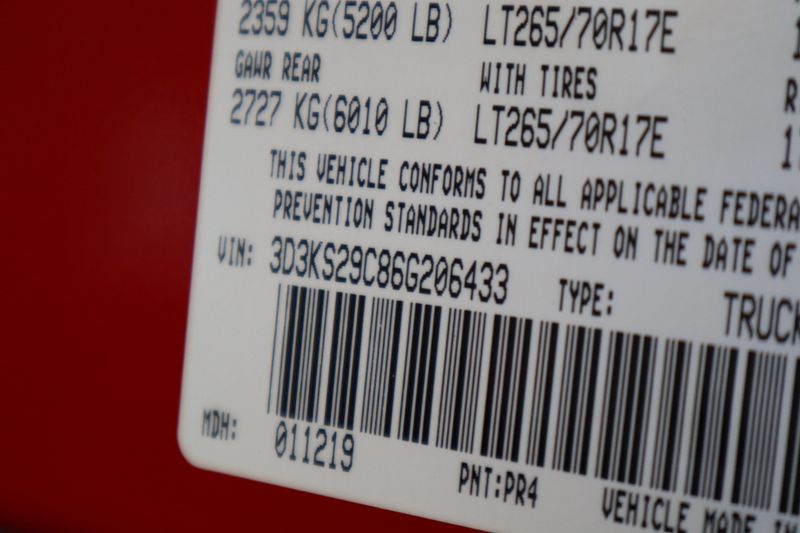 2359 KG(5200 LB) LT265/70R17E
GAWR REAR WITH TIRES
2727 KG(6010 LB) LT265/70R17E
THIS VEHICLE CONFORMS TO ALL APPLICABLE FEDERA
PREVENTION STANDARDS IN EFFECT ON THE DATE OF
VIN: 3D3KS29C86G206433 TYPE: TRUCK
MDH: 011219
PNT:PR4
VEHICLE MADE IN